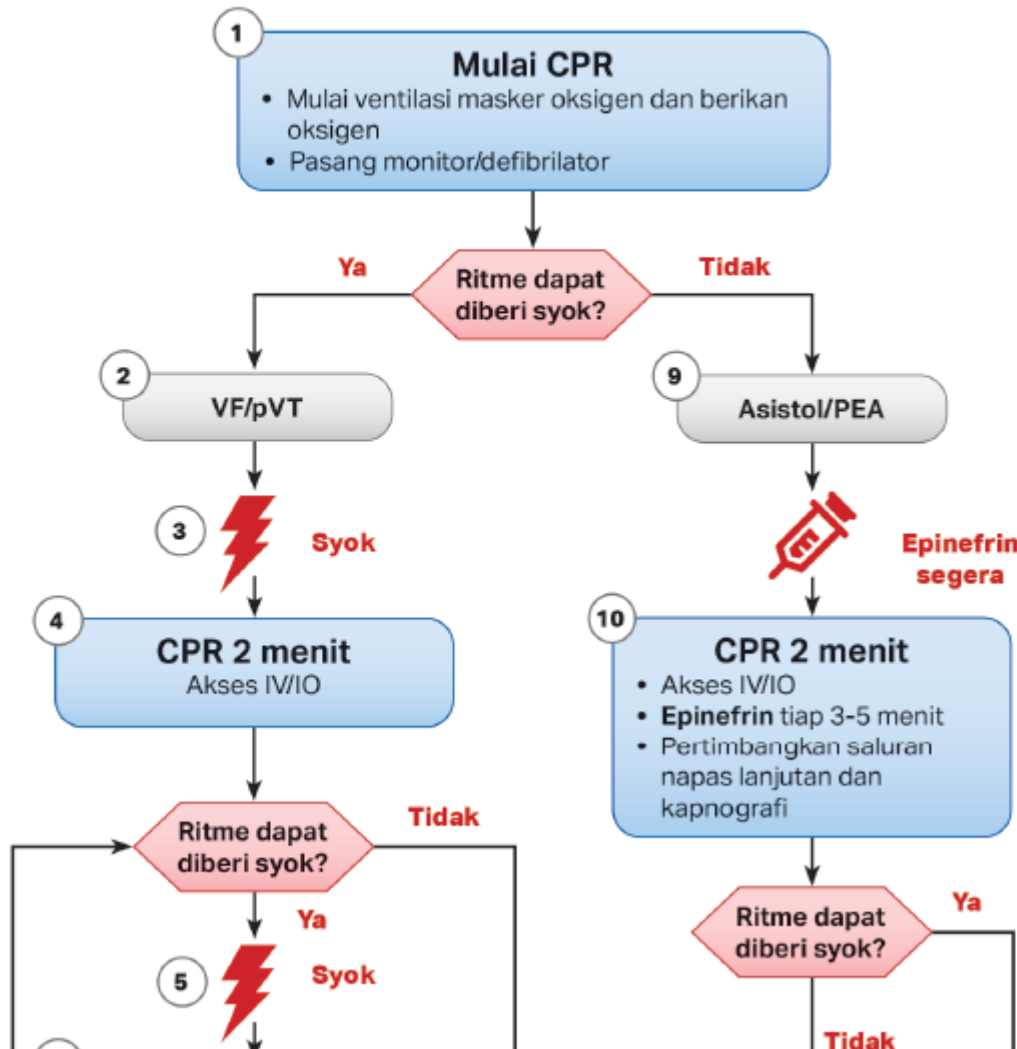 1
Mulai CPR
• Mulai ventilasi masker oksigen dan berikan
oksigen
• Pasang monitor/defibrilator
Ya
Ritme dapat
diberi syok?
Tidak
2
VF/pVT
9
Asistol/PEA
3
Syok
Epinefrin
segera
4
CPR 2 menit
Akses IV/IO
10
CPR 2 menit
• Akses IV/IO
• Epinefrin tiap 3-5 menit
• Pertimbangkan saluran
napas lanjutan dan
kapnografi
Ritme dapat
diberi syok?
Tidak
Ya
5
Syok
Ritme dapat
diberi syok?
Ya
Tidak